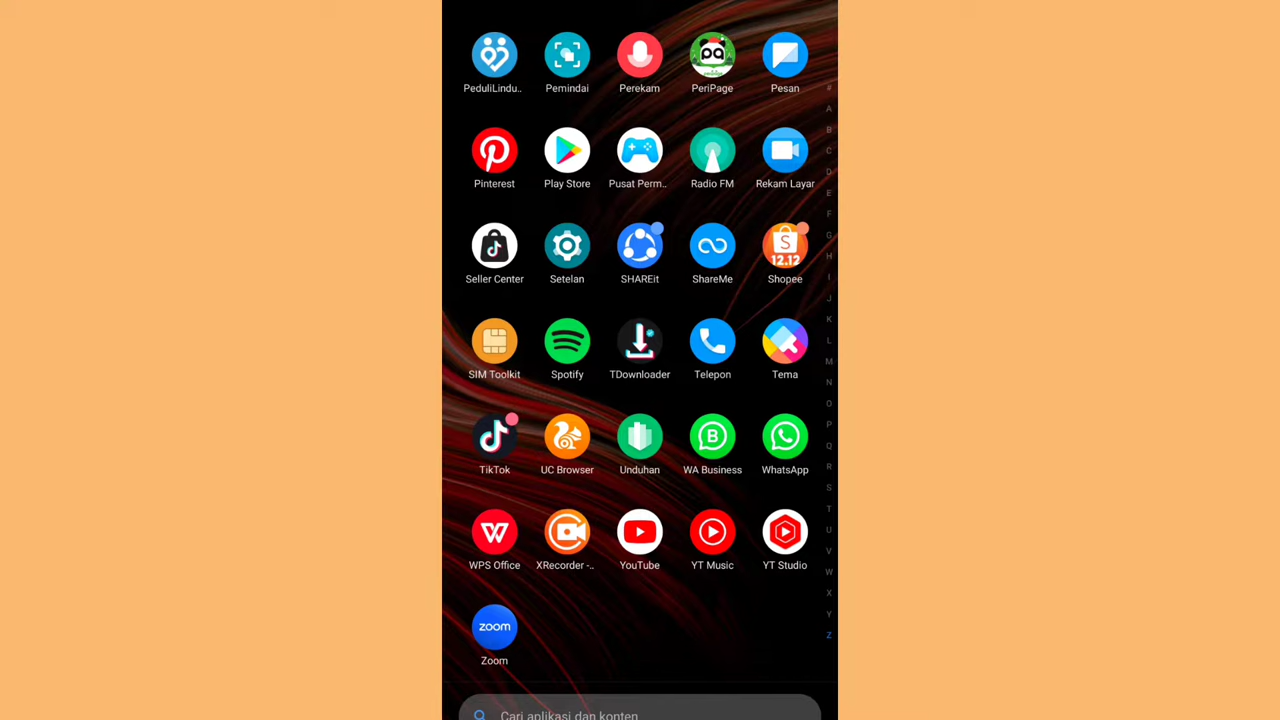 PeduliLindu..
Pemindai
Perekam
PeriPage
Pesan
Pinterest
Play Store
Pusat Perm..
Radio FM
Rekam Layar
12.12
Seller Center
Setelan
SHAREit
ShareMe
Shopee
SIM Toolkit
Spotify
TDownloader
Telepon
Tema
TikTok
UC Browser
Unduhan
WA Business
WhatsApp
WPS Office
XRecorder -..
YouTube
YT Music
YT Studio
zoom
Zoom
Cari aplikasi dan konten
#
A
B
C
D
E
F
G
H
I
J
K
L
M
N
O
P
Q
R
S
T
U
V
W
X
Y
Z